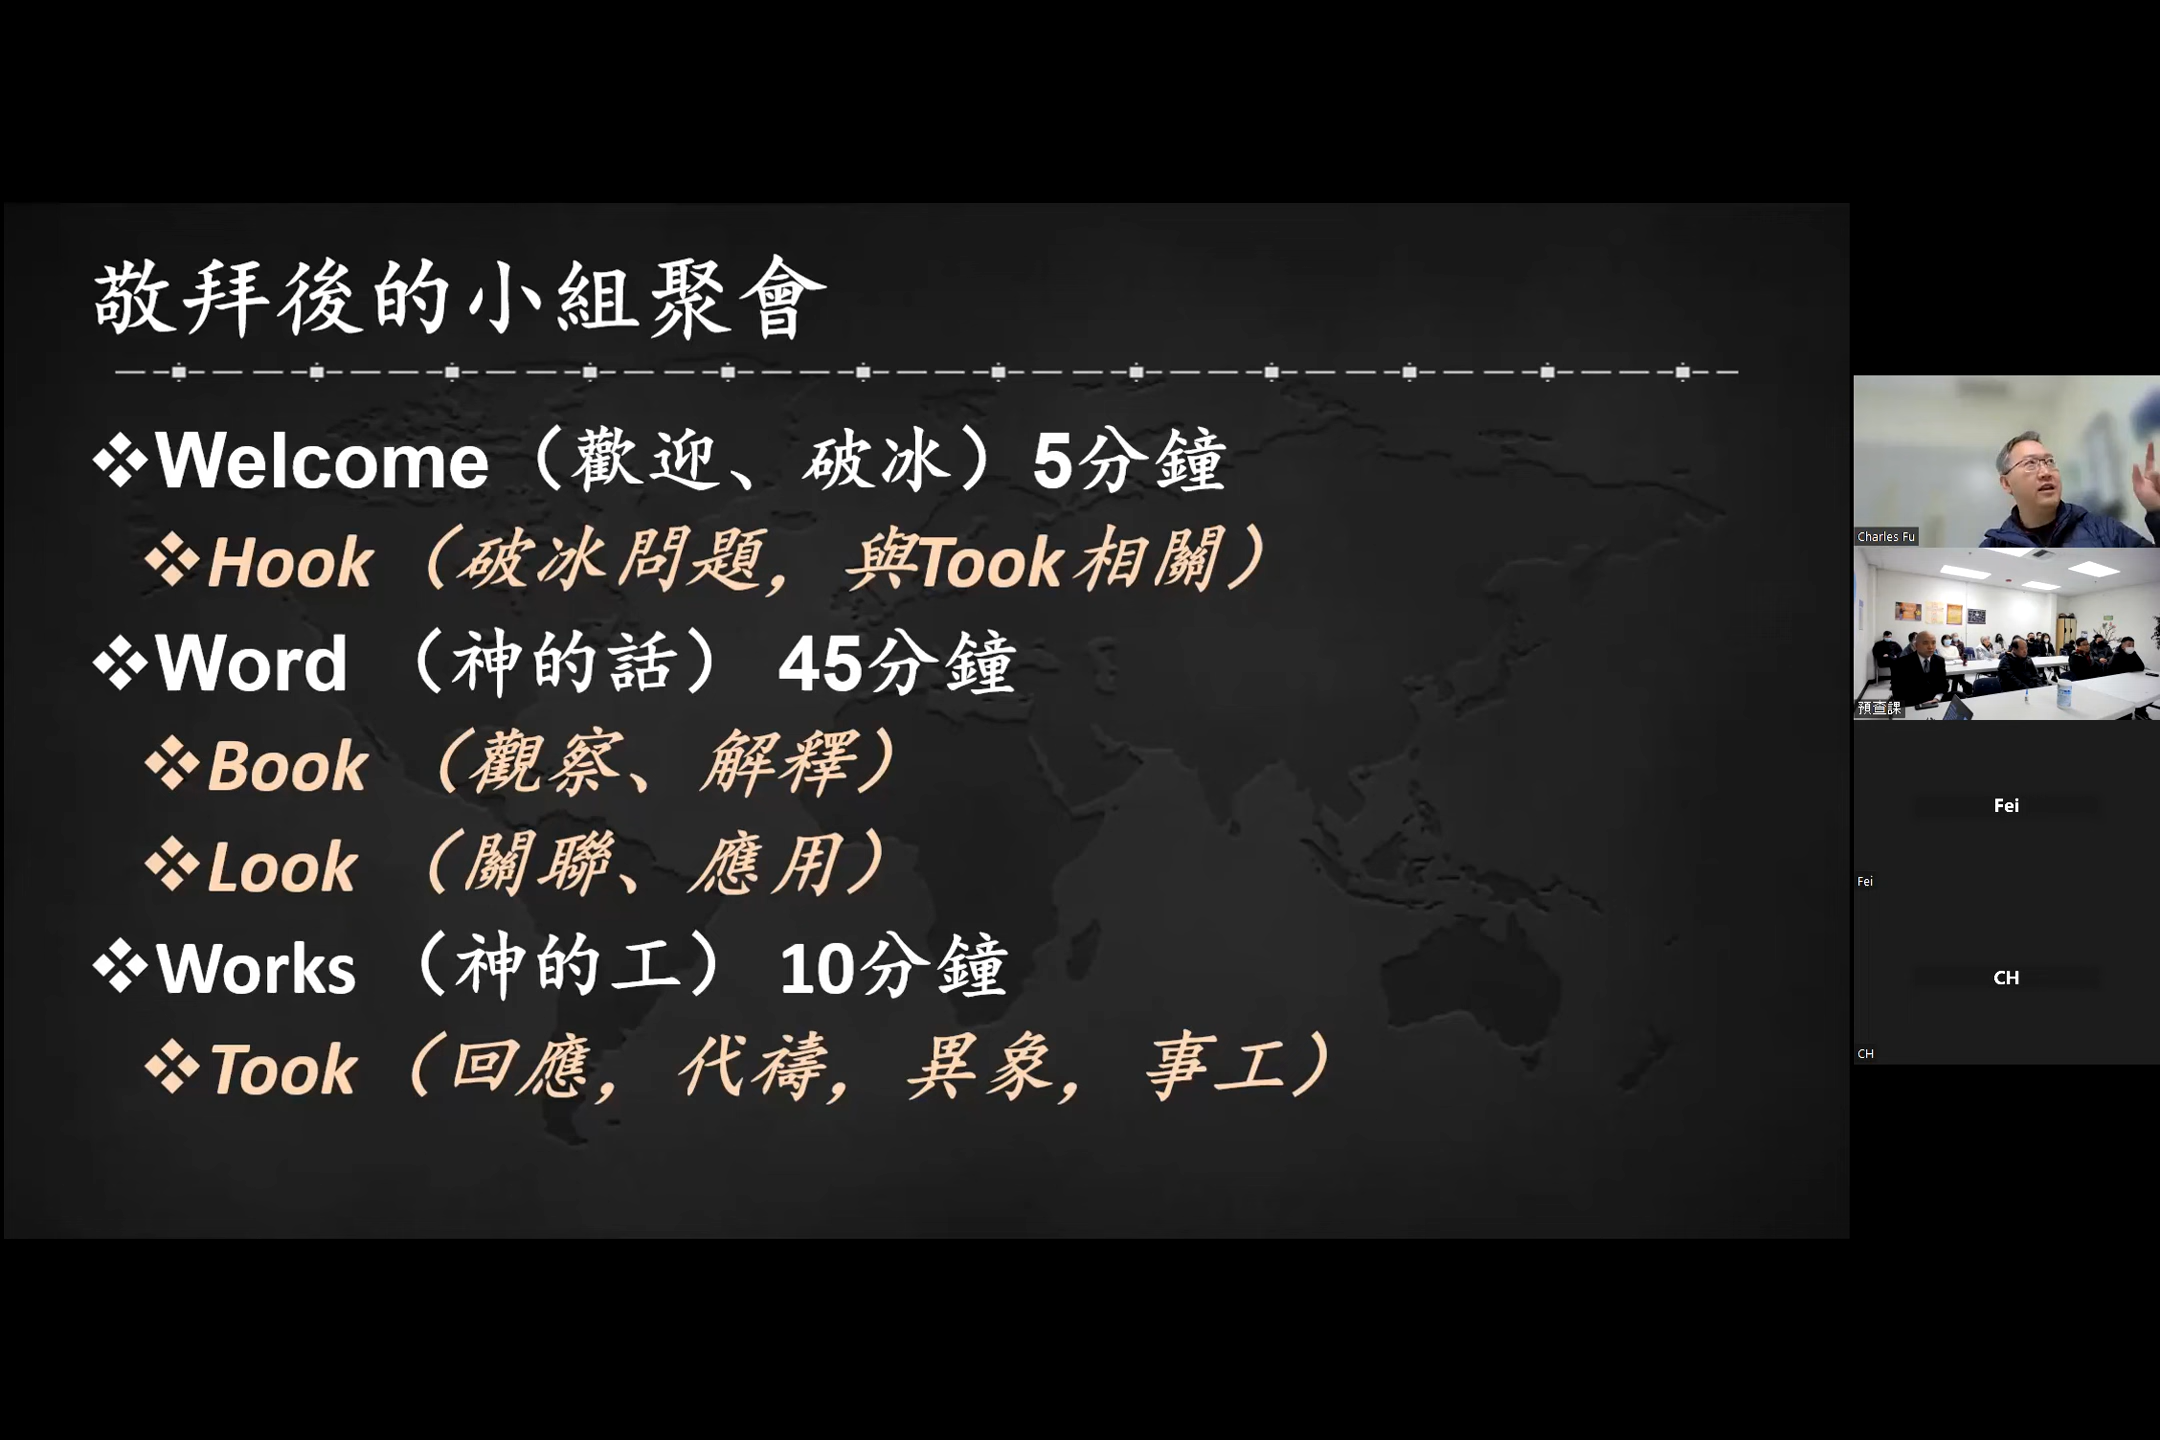 敬拜後的小組聚會
❖Welcome（歡迎、破冰）5分鐘
❖Hook （破冰問題，與Took相關）
❖Word （神的話） 45分鐘
❖Book （觀察、解釋）
❖Look （關聯、應用）
❖Works （神的工） 10分鐘
❖Took （回應，代禱，異象，事工）
Charles Fu
預查課
Fei
Fei
CH
CH